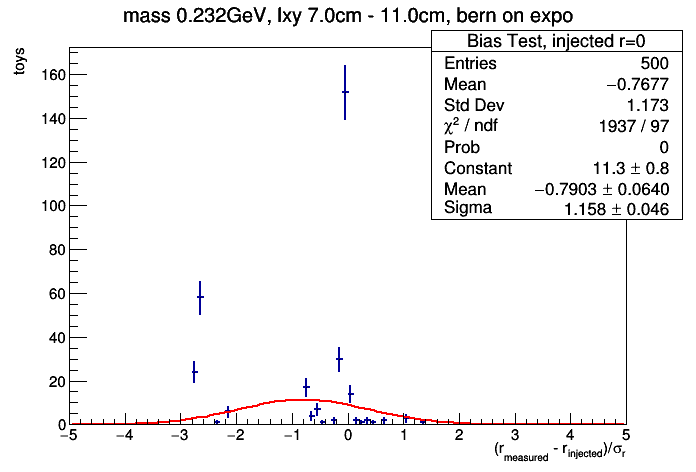 mass 0.232GeV, lxy 7.0cm - 11.0cm, bern on expo
Bias Test, injected r=0
Entries 500
Mean −0.7677
Std Dev 1.173
χ² / ndf 1937 / 97
Prob 0
Constant 11.3 ± 0.8
Mean −0.7903 ± 0.0640
Sigma 1.158 ± 0.046
toys
160
140
120
100
80
60
40
20
0
−5 −4 −3 −2 −1 0 1 2 3 4 5
(r_measured - r_injected)/σ_r